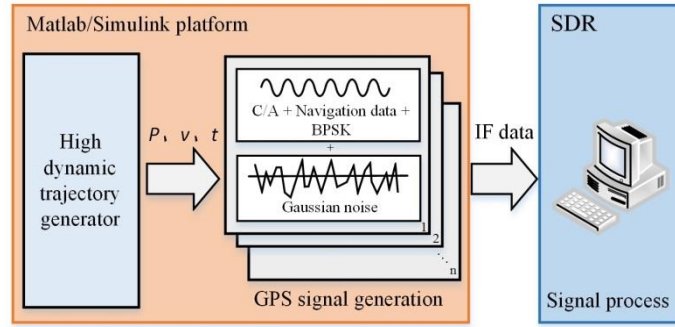 Matlab/Simulink platform
High
dynamic
trajectory
generator
P、v、t
C/A + Navigation data +
BPSK
+
Gaussian noise
1
2
n
GPS signal generation
IF data
SDR
Signal process